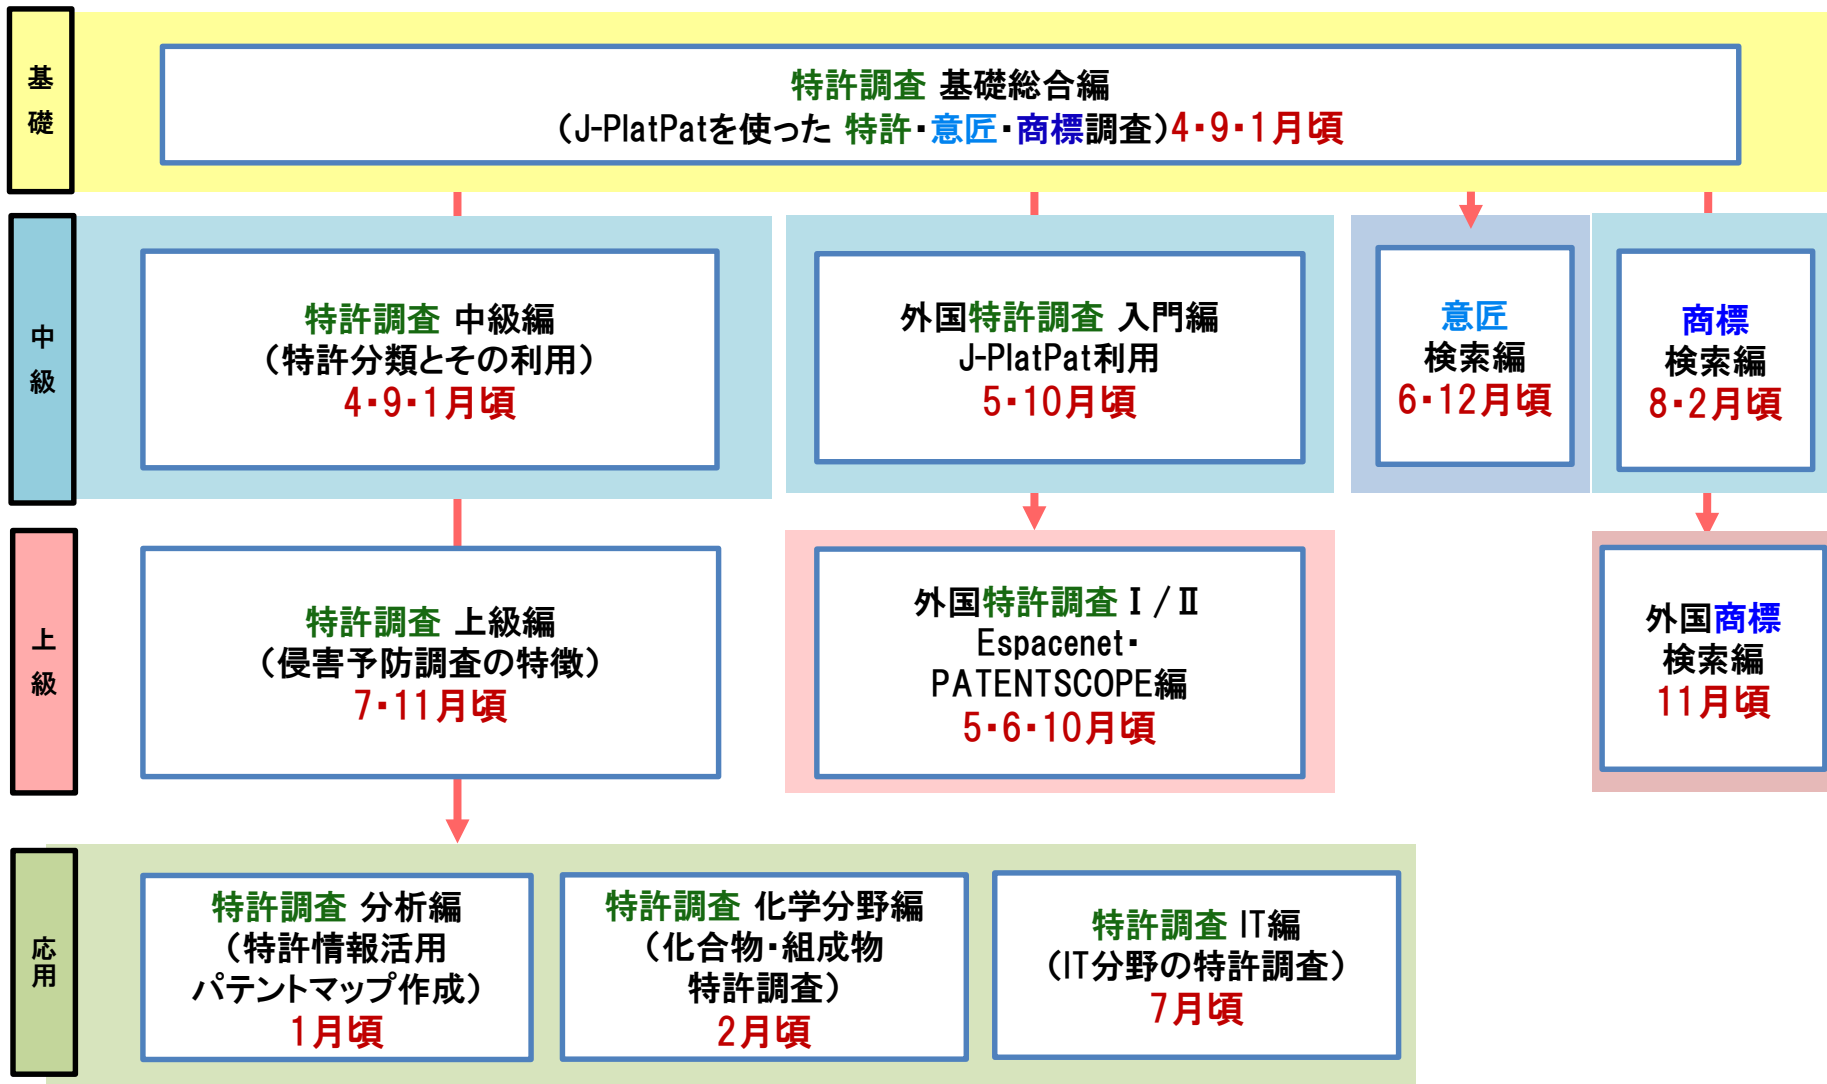 基礎
特許調査 基礎総合編
（J-PlatPatを使った 特許・意匠・商標調査）4・9・1月頃
中級
特許調査 中級編
（特許分類とその利用）
4・9・1月頃
外国特許調査 入門編
J-PlatPat利用
5・10月頃
意匠
検索編
6・12月頃
商標
検索編
8・2月頃
上級
特許調査 上級編
（侵害予防調査の特徴）
7・11月頃
外国特許調査Ⅰ/Ⅱ
Espacenet・
PATENTSCOPE編
5・6・10月頃
外国商標
検索編
11月頃
応用
特許調査 分析編
（特許情報活用
パテントマップ作成）
1月頃
特許調査 化学分野編
（化合物・組成物
特許調査）
2月頃
特許調査 IT編
（IT分野の特許調査）
7月頃